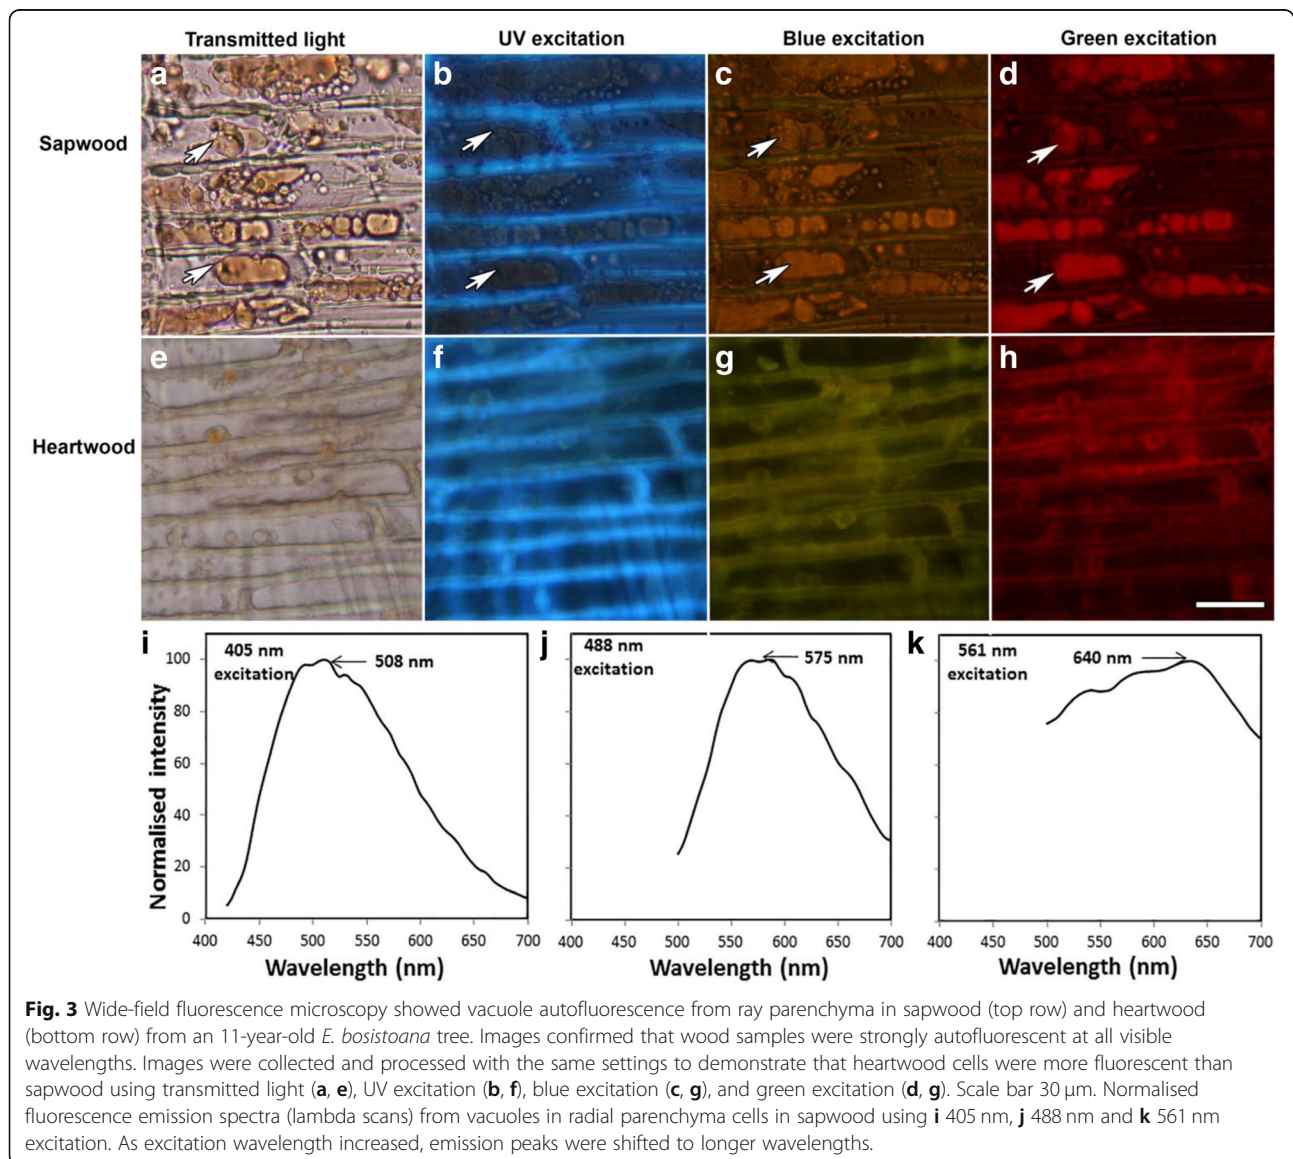 Transmitted light UV excitation Blue excitation Green excitation
a b c d
Sapwood
e f g h
Heartwood
i j k
405 nm
excitation
508 nm
488 nm
excitation
575 nm
561 nm
excitation
640 nm
Normalised intensity
100
80
60
40
20
0
400 450 500 550 600 650 700
400 450 500 550 600 650 700
400 450 500 550 600 650 700
Wavelength (nm) Wavelength (nm) Wavelength (nm)
Fig. 3 Wide-field fluorescence microscopy showed vacuole autofluorescence from ray parenchyma in sapwood (top row) and heartwood
(bottom row) from an 11-year-old E. bosistoana tree. Images confirmed that wood samples were strongly autofluorescent at all visible
wavelengths. Images were collected and processed with the same settings to demonstrate that heartwood cells were more fluorescent than
sapwood using transmitted light (a, e), UV excitation (b, f), blue excitation (c, g), and green excitation (d, g). Scale bar 30 μm. Normalised
fluorescence emission spectra (lambda scans) from vacuoles in radial parenchyma cells in sapwood using i 405 nm, j 488 nm and k 561 nm
excitation. As excitation wavelength increased, emission peaks were shifted to longer wavelengths.